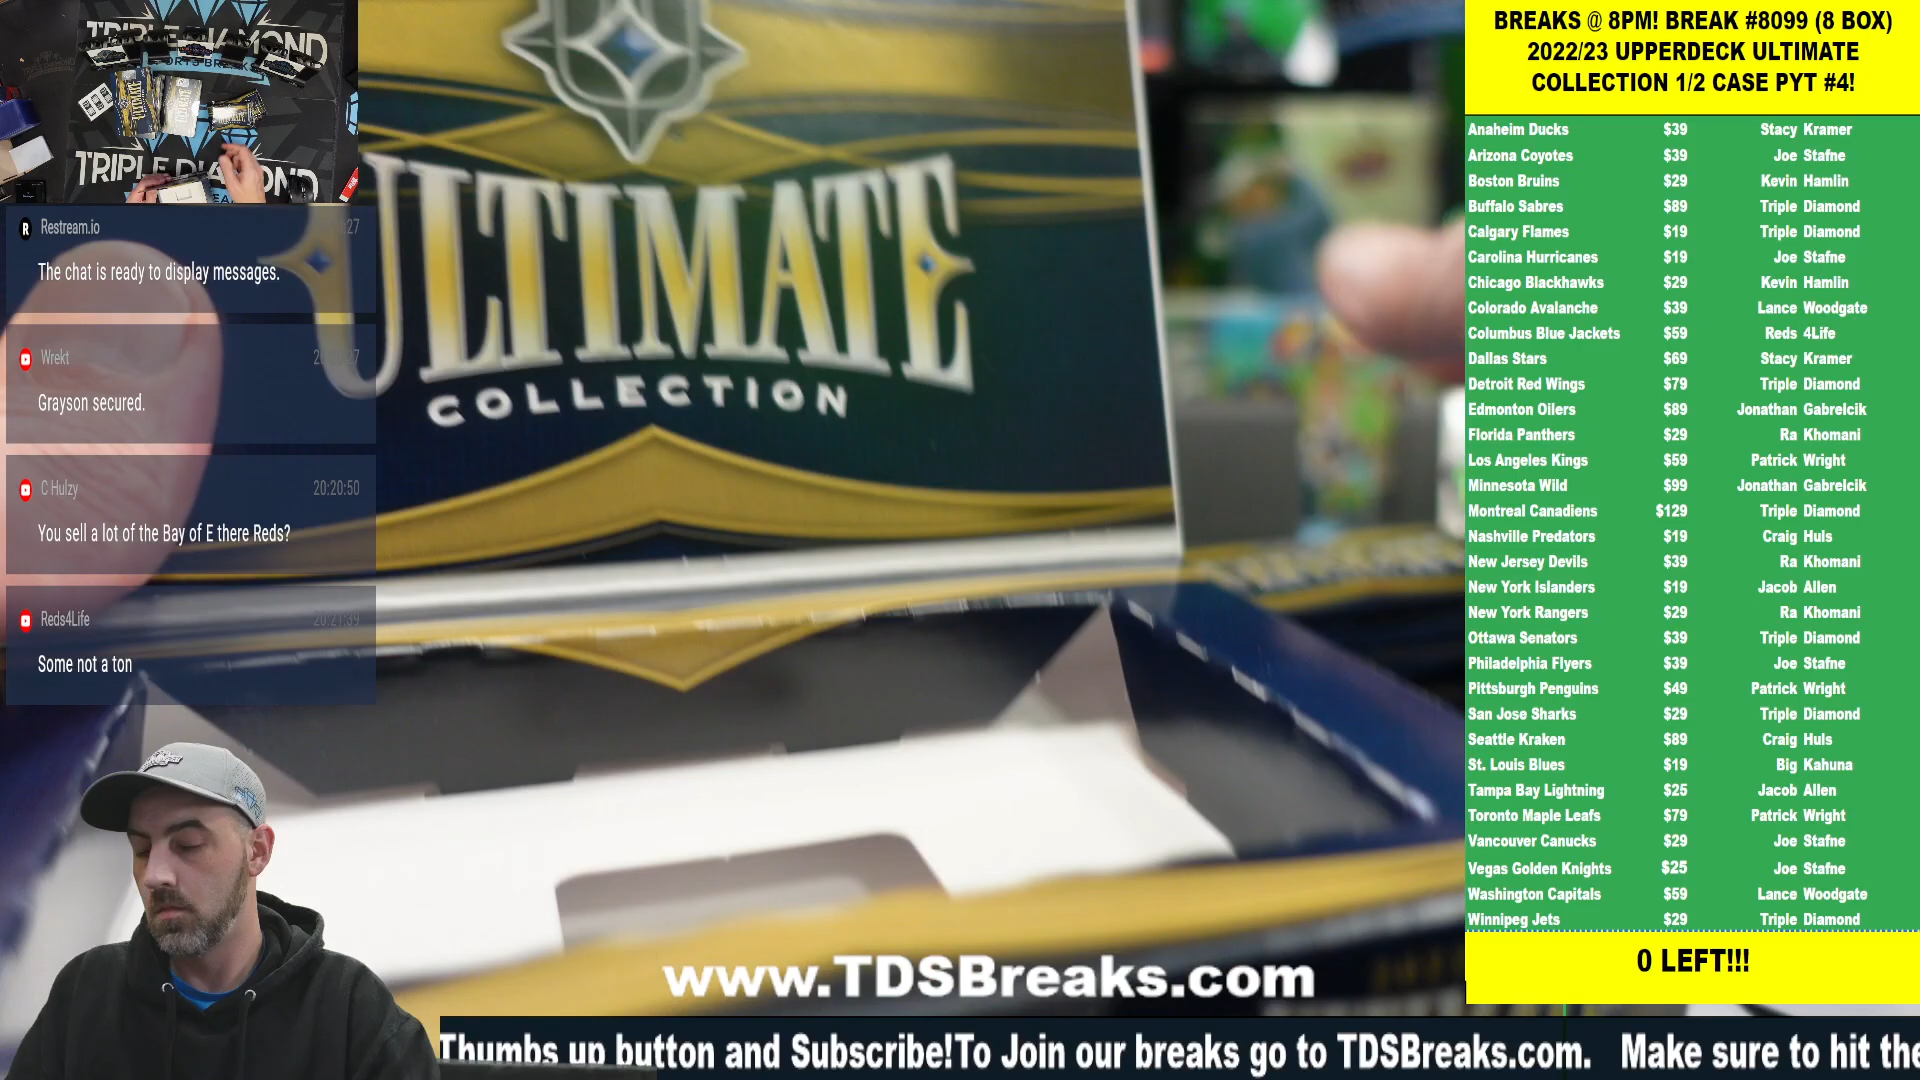 TRIPLE DIAMOND
SPORTS BREAKS
TRIPLE DIAMOND
ULTIMATE
COLLECTION
Restream.io
The chat is ready to display messages.
Wrekt
Grayson secured.
C Hulzy 20:20:50
You sell a lot of the Bay of E there Reds?
Reds4Life 20:21:39
Some not a ton
BREAKS @ 8PM! BREAK #8099 (8 BOX)
2022/23 UPPERDECK ULTIMATE
COLLECTION 1/2 CASE PYT #4!
Anaheim Ducks $39 Stacy Kramer
Arizona Coyotes $39 Joe Stafne
Boston Bruins $29 Kevin Hamlin
Buffalo Sabres $89 Triple Diamond
Calgary Flames $19 Triple Diamond
Carolina Hurricanes $19 Joe Stafne
Chicago Blackhawks $29 Kevin Hamlin
Colorado Avalanche $39 Lance Woodgate
Columbus Blue Jackets $59 Reds 4Life
Dallas Stars $69 Stacy Kramer
Detroit Red Wings $79 Triple Diamond
Edmonton Oilers $89 Jonathan Gabrelcik
Florida Panthers $29 Ra Khomani
Los Angeles Kings $59 Patrick Wright
Minnesota Wild $99 Jonathan Gabrelcik
Montreal Canadiens $129 Triple Diamond
Nashville Predators $19 Craig Huls
New Jersey Devils $39 Ra Khomani
New York Islanders $19 Jacob Allen
New York Rangers $29 Ra Khomani
Ottawa Senators $39 Triple Diamond
Philadelphia Flyers $39 Joe Stafne
Pittsburgh Penguins $49 Patrick Wright
San Jose Sharks $29 Triple Diamond
Seattle Kraken $89 Craig Huls
St. Louis Blues $19 Big Kahuna
Tampa Bay Lightning $25 Jacob Allen
Toronto Maple Leafs $79 Patrick Wright
Vancouver Canucks $29 Joe Stafne
Vegas Golden Knights $25 Joe Stafne
Washington Capitals $59 Lance Woodgate
Winnipeg Jets $29 Triple Diamond
0 LEFT!!!
www.TDSBreaks.com
Thumbs up button and Subscribe!To Join our breaks go to TDSBreaks.com. Make sure to hit the